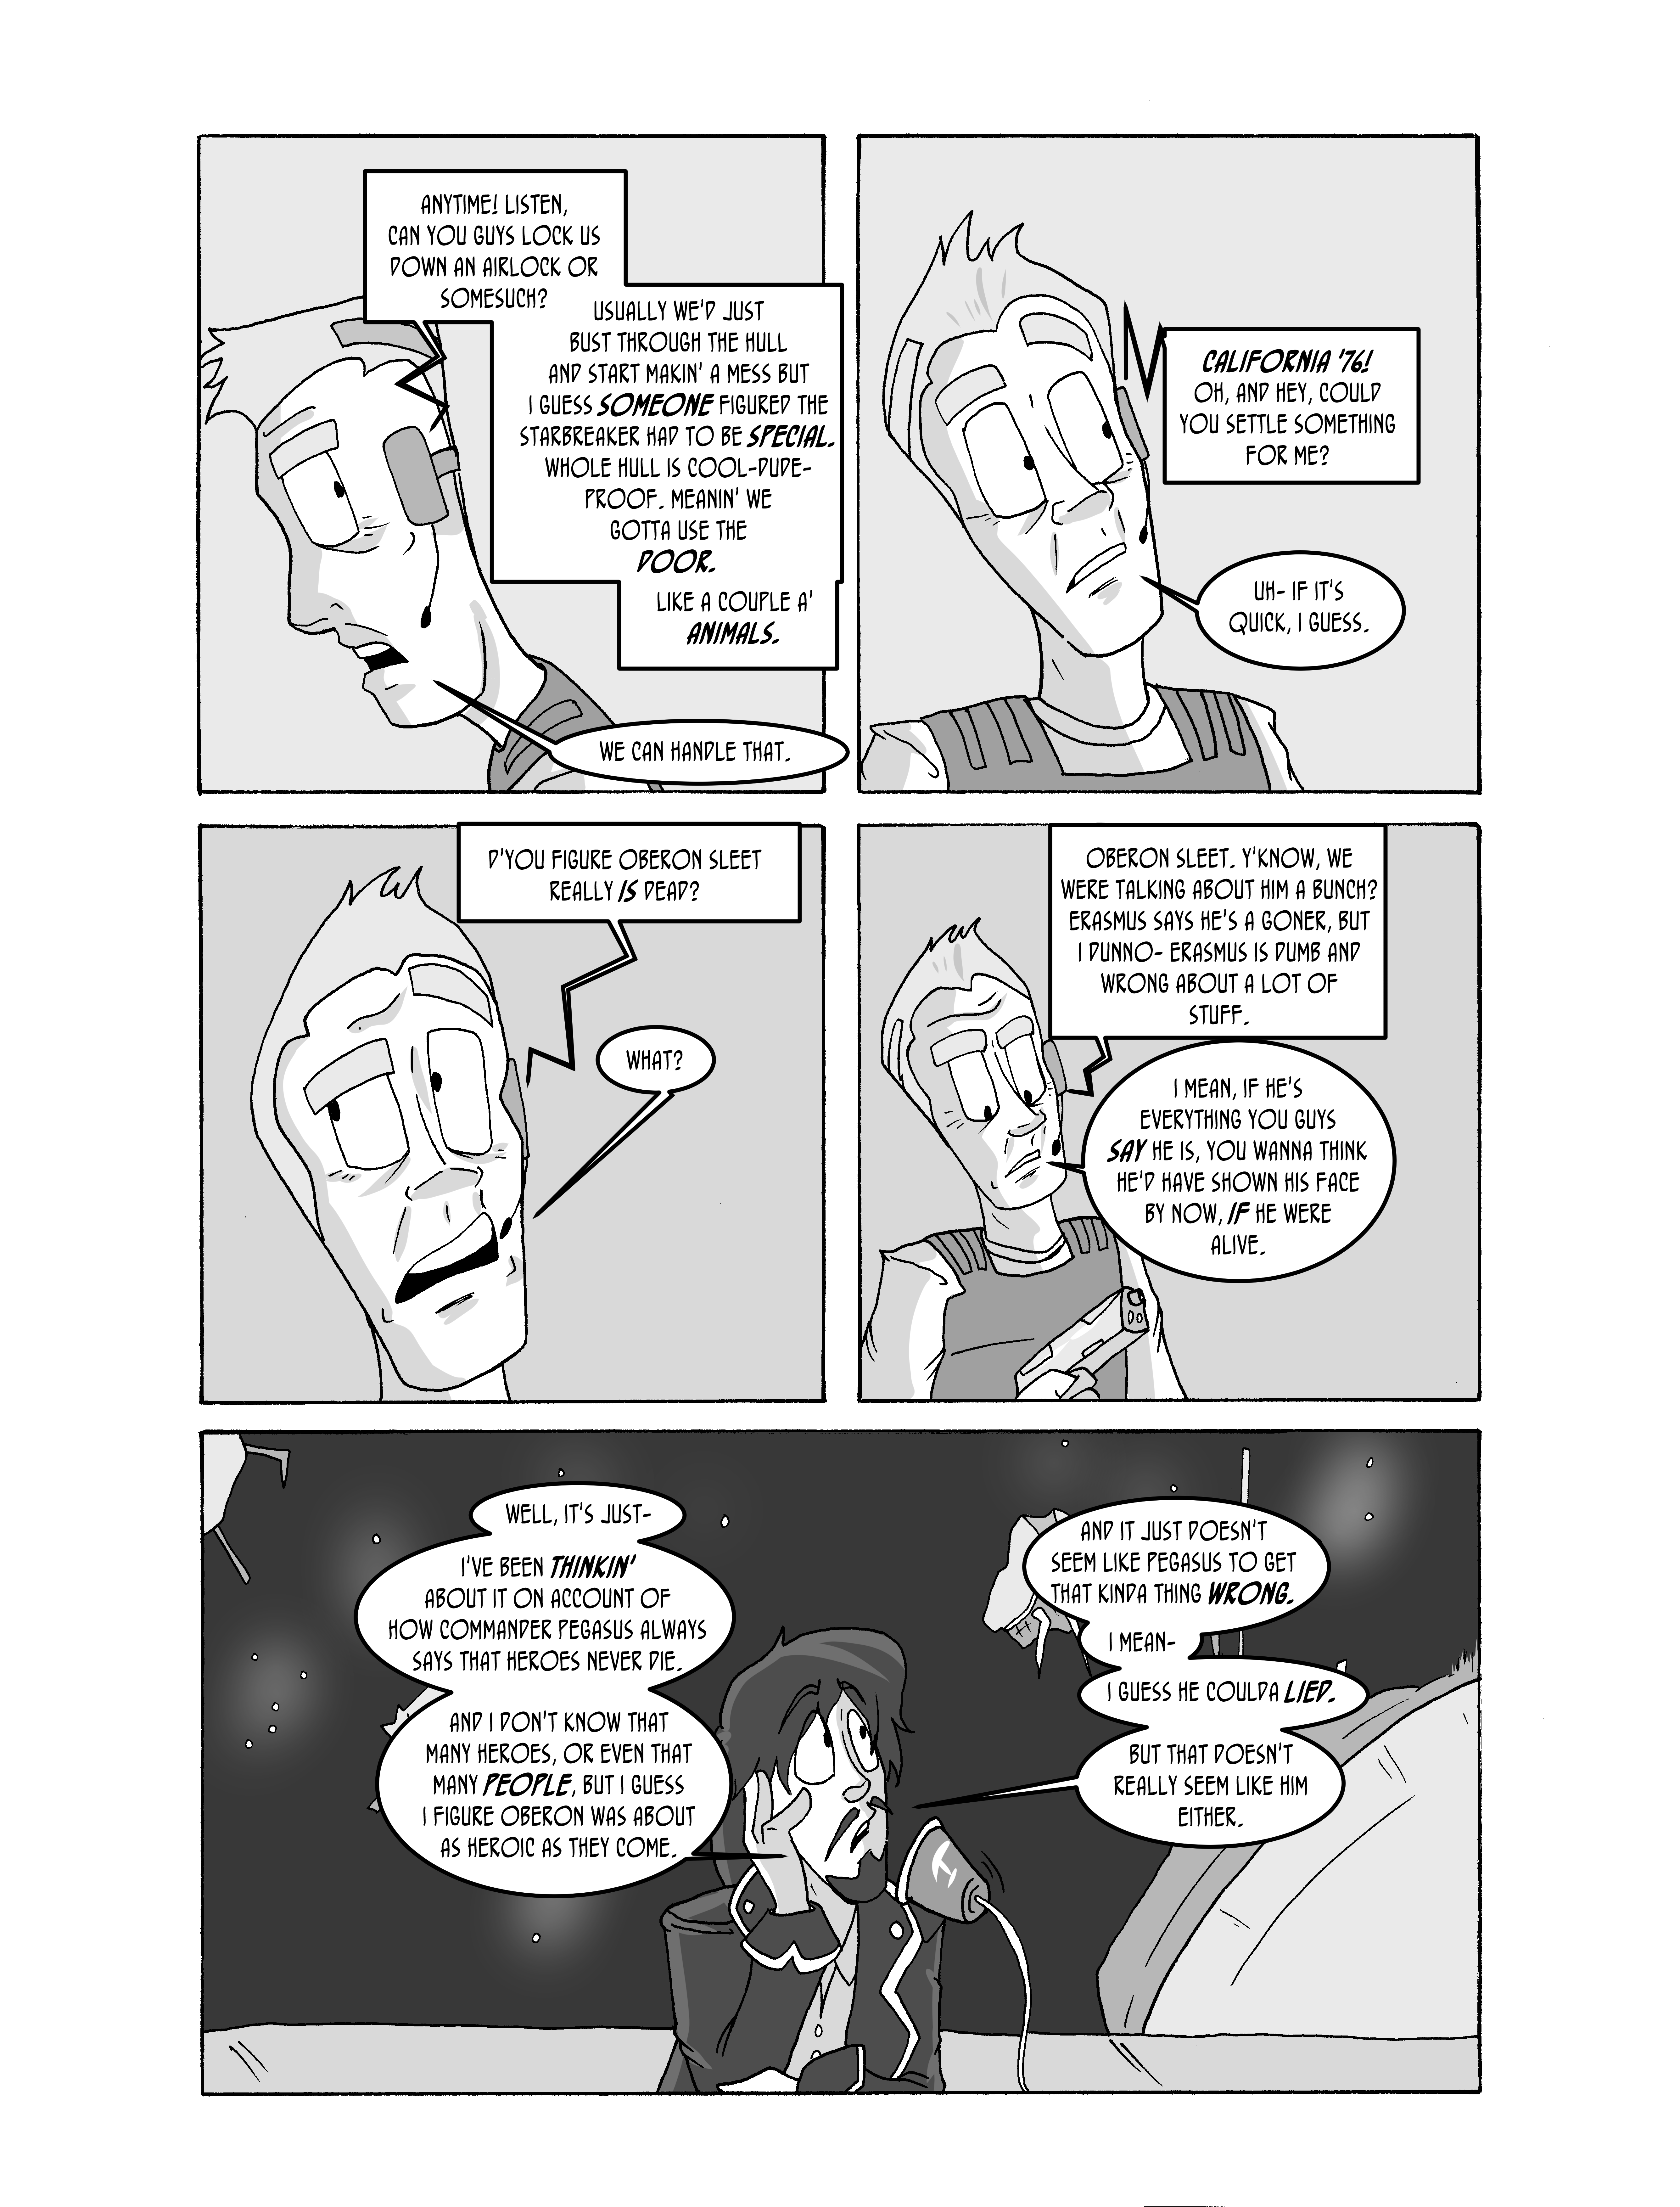 ANYTIME! LISTEN,
CAN YOU GUYS LOCK US
DOWN AN AIRLOCK OR
SOMESUCH?
USUALLY WE'D JUST
BUST THROUGH THE HULL
AND START MAKIN' A MESS BUT
I GUESS SOMEONE FIGURED THE
STARBREAKER HAD TO BE SPECIAL.
WHOLE HULL IS COOL-DUDE-
PROOF. MEANIN' WE
GOTTA USE THE
DOOR.
LIKE A COUPLE A'
ANIMALS.
WE CAN HANDLE THAT.
CALIFORNIA '76!
OH, AND HEY, COULD
YOU SETTLE SOMETHING
FOR ME?
UH- IF IT'S
QUICK, I GUESS.
D'YOU FIGURE OBERON SLEET
REALLY IS DEAD?
WHAT?
OBERON SLEET. Y'KNOW, WE
WERE TALKING ABOUT HIM A BUNCH?
ERASMUS SAYS HE'S A GONER, BUT
I DUNNO- ERASMUS IS DUMB AND
WRONG ABOUT A LOT OF
STUFF.
I MEAN, IF HE'S
EVERYTHING YOU GUYS
SAY HE IS, YOU WANNA THINK
HE'D HAVE SHOWN HIS FACE
BY NOW, IF HE WERE
ALIVE.
WELL, IT'S JUST-
I'VE BEEN THINKIN'
ABOUT IT ON ACCOUNT OF
HOW COMMANDER PEGASUS ALWAYS
SAYS THAT HEROES NEVER DIE.
AND I DON'T KNOW THAT
MANY HEROES, OR EVEN THAT
MANY PEOPLE, BUT I GUESS
I FIGURE OBERON WAS ABOUT
AS HEROIC AS THEY COME.
AND IT JUST DOESN'T
SEEM LIKE PEGASUS TO GET
THAT KINDA THING WRONG.
I MEAN-
I GUESS HE COULDA LIED.
BUT THAT DOESN'T
REALLY SEEM LIKE HIM
EITHER.